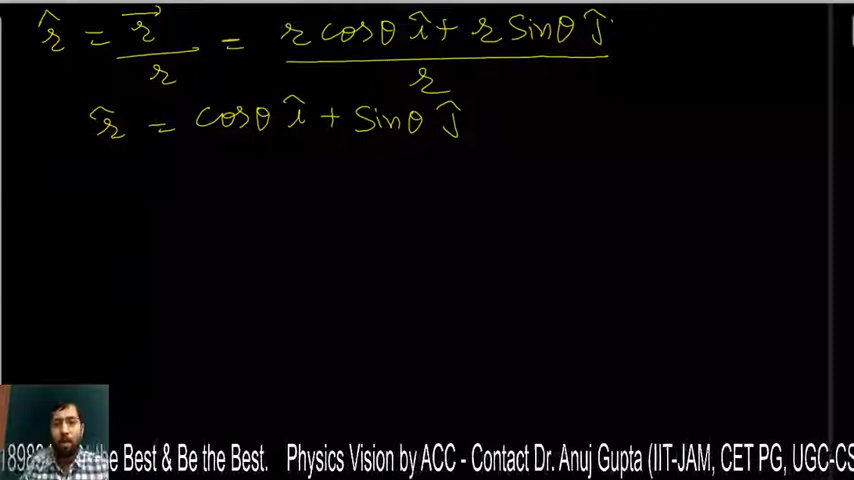 r̂ = r⃗ / r = (r cosθ î + r Sinθ ĵ) / r
r̂ = cosθ î + Sinθ ĵ
the Best & Be the Best. Physics Vision by ACC - Contact Dr. Anuj Gupta (IIT-JAM, CET PG, UGC-CS